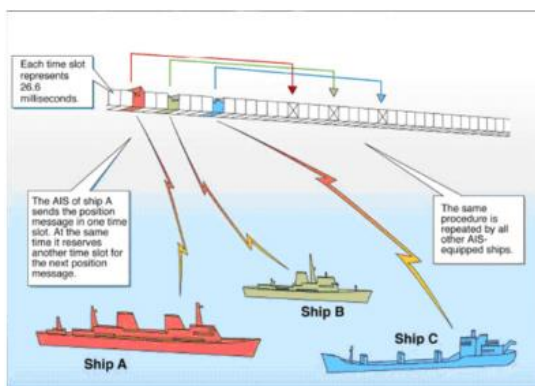 Each time slot
represents
26.6
milliseconds.
The AIS of ship A
sends the position
message in one time
slot. At the same
time it reserves
another time slot for
the next position
message.
The same
procedure is
repeated by all
other AIS-
equipped ships.
Ship B
Ship C
Ship A